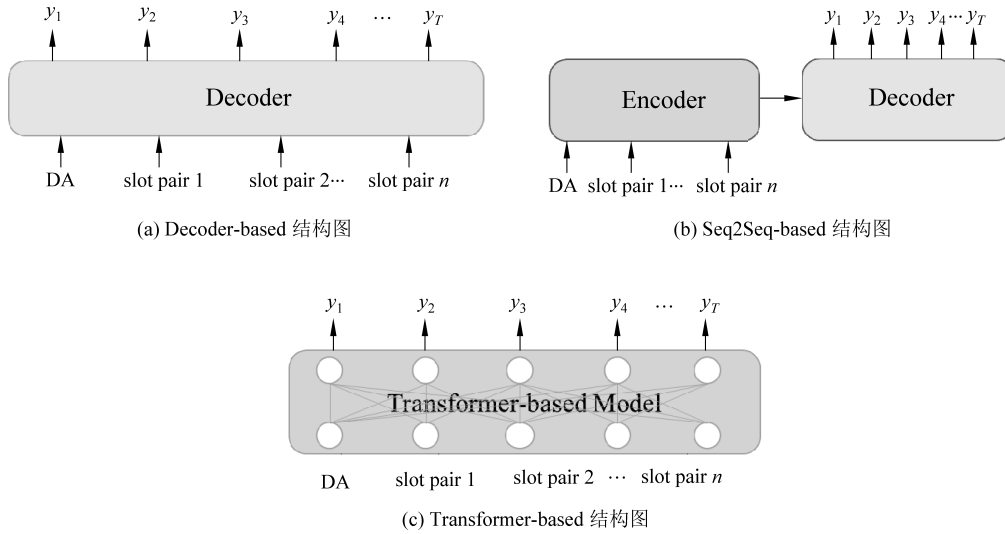 y1 y2 y3 y4 ··· yT
Decoder
DA slot pair 1 slot pair 2··· slot pair n
(a) Decoder-based 结构图
y1 y2 y3 y4 ··· yT
Encoder Decoder
DA slot pair 1··· slot pair n
(b) Seq2Seq-based 结构图
y1 y2 y3 y4 ··· yT
Transformer-based Model
DA slot pair 1 slot pair 2 ··· slot pair n
(c) Transformer-based 结构图